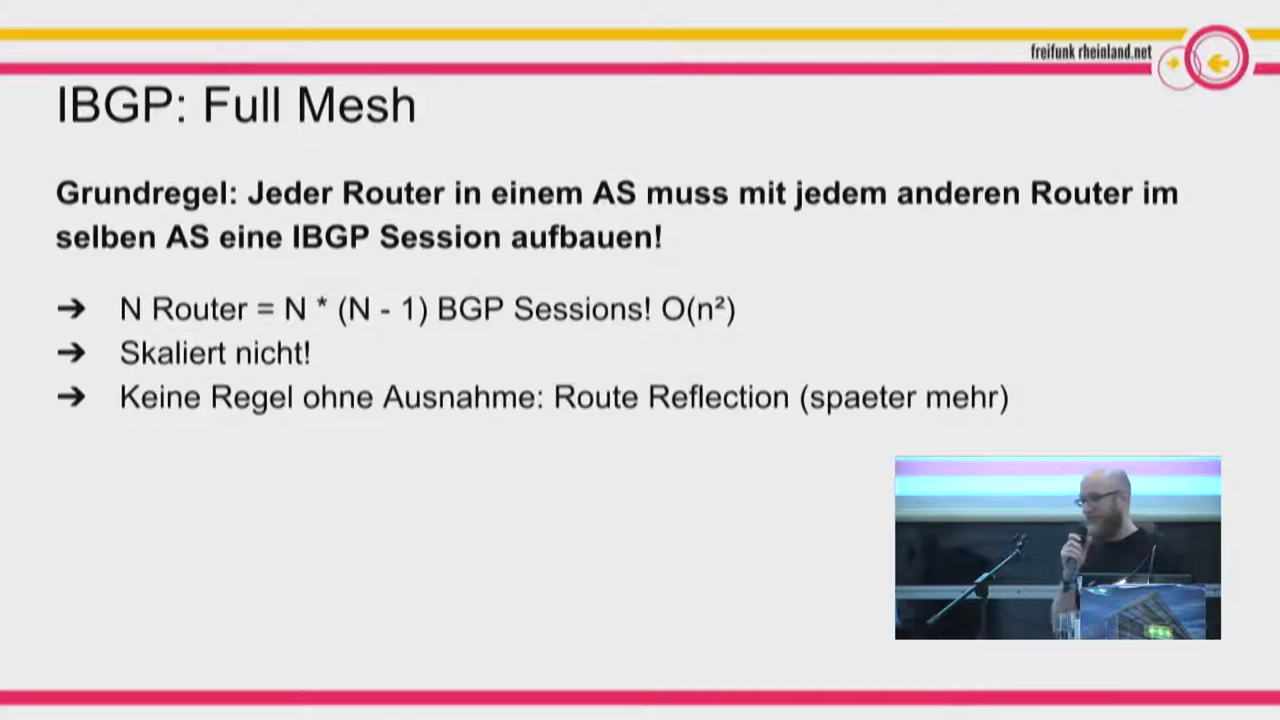 freifunk rheinland.net
IBGP: Full Mesh
Grundregel: Jeder Router in einem AS muss mit jedem anderen Router im
selben AS eine IBGP Session aufbauen!
➔ N Router = N * (N - 1) BGP Sessions! O(n²)
➔ Skaliert nicht!
➔ Keine Regel ohne Ausnahme: Route Reflection (spaeter mehr)